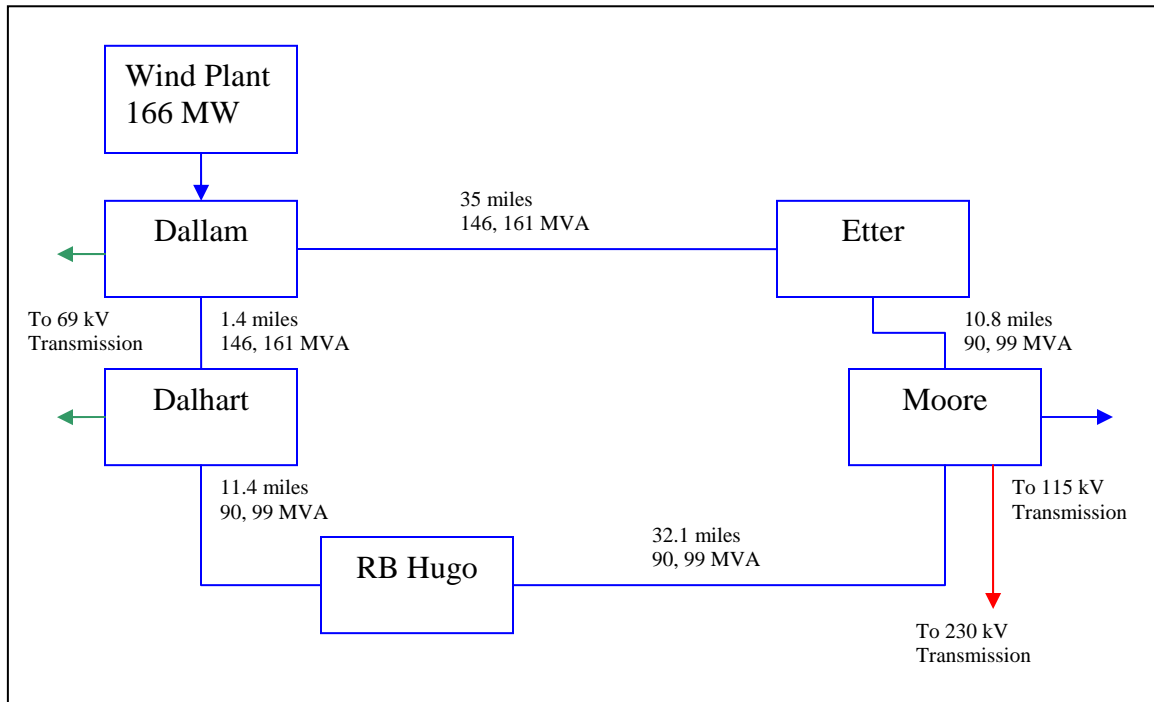 Wind Plant
166 MW
35 miles
146, 161 MVA
Dallam
Etter
To 69 kV
Transmission
1.4 miles
146, 161 MVA
10.8 miles
90, 99 MVA
Dalhart
Moore
11.4 miles
90, 99 MVA
To 115 kV
Transmission
RB Hugo
32.1 miles
90, 99 MVA
To 230 kV
Transmission